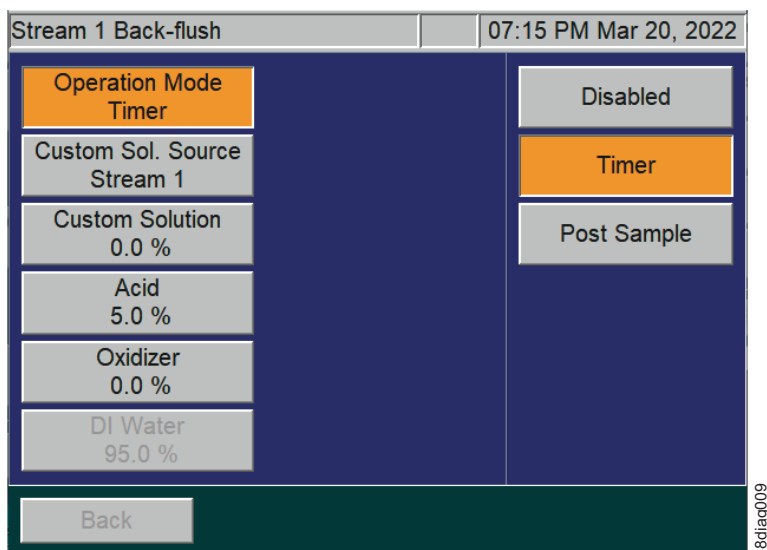 Stream 1 Back-flush
07:15 PM Mar 20, 2022
Operation Mode
Timer
Custom Sol. Source
Stream 1
Custom Solution
0.0 %
Acid
5.0 %
Oxidizer
0.0 %
DI Water
95.0 %
Disabled
Timer
Post Sample
Back
8diag009